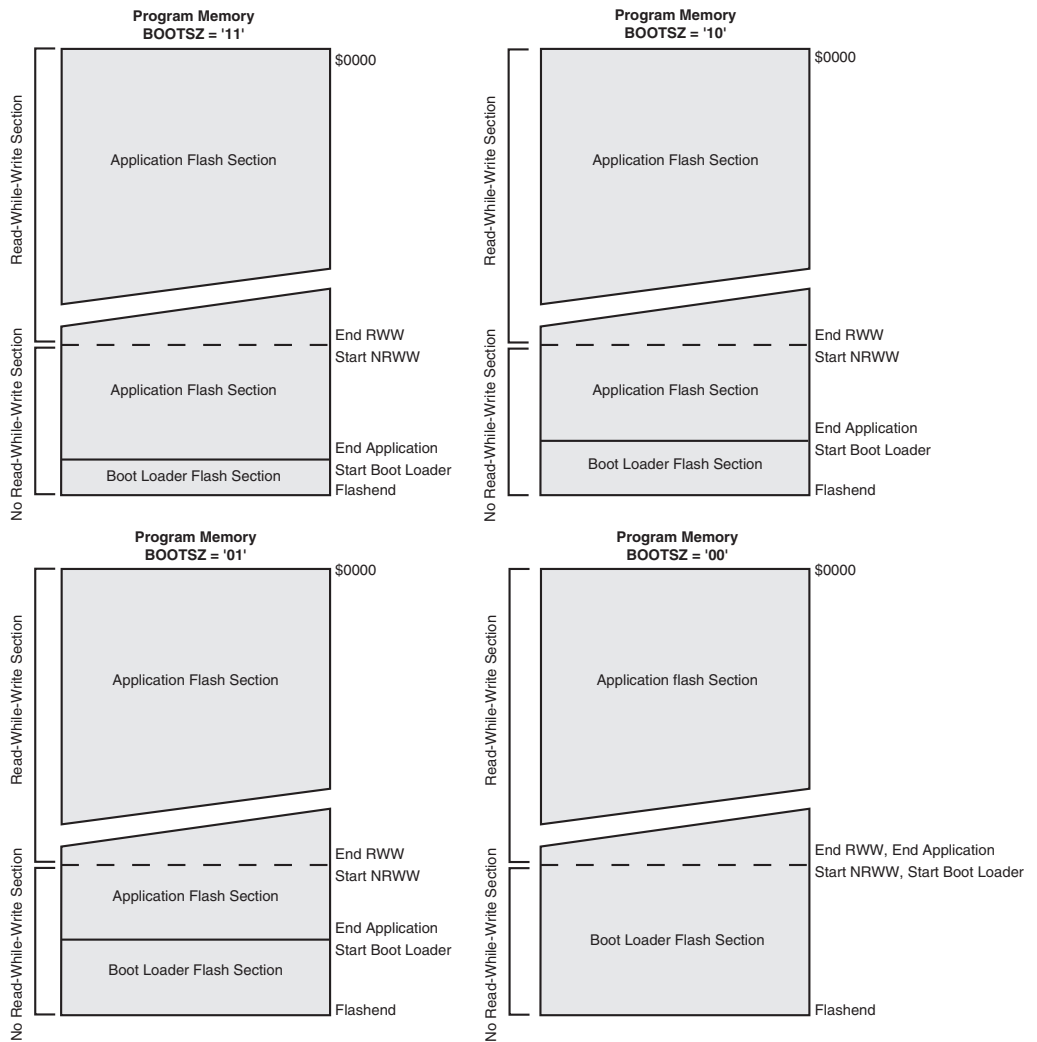 Program Memory
BOOTSZ = '11'
$0000
Read-While-Write Section
Application Flash Section
End RWW
Start NRWW
No Read-While-Write Section
Application Flash Section
End Application
Start Boot Loader
Boot Loader Flash Section
Flashend
Program Memory
BOOTSZ = '10'
$0000
Read-While-Write Section
Application Flash Section
End RWW
Start NRWW
No Read-While-Write Section
Application Flash Section
End Application
Start Boot Loader
Boot Loader Flash Section
Flashend
Program Memory
BOOTSZ = '01'
$0000
Read-While-Write Section
Application Flash Section
End RWW
Start NRWW
No Read-While-Write Section
Application Flash Section
End Application
Start Boot Loader
Boot Loader Flash Section
Flashend
Program Memory
BOOTSZ = '00'
$0000
Read-While-Write Section
Application flash Section
End RWW, End Application
Start NRWW, Start Boot Loader
No Read-While-Write Section
Boot Loader Flash Section
Flashend